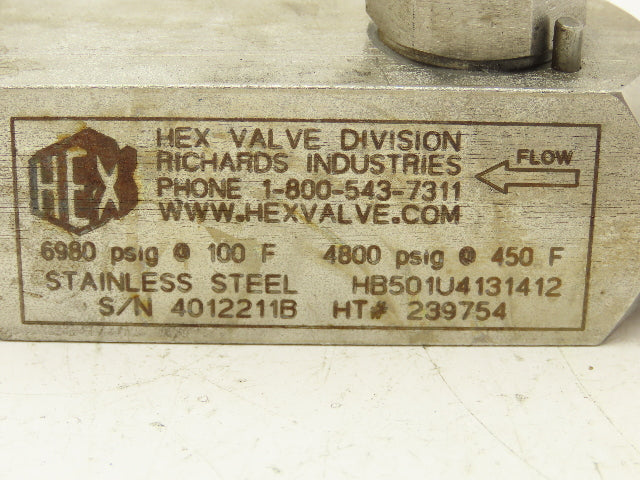 HEX
HEX VALVE DIVISION
RICHARDS INDUSTRIES
PHONE 1-800-543-7311
WWW.HEXVALVE.COM
FLOW
6980 psig @ 100 F 4800 psig @ 450 F
STAINLESS STEEL HB501U4131412
S/N 4012211B HT# 239754